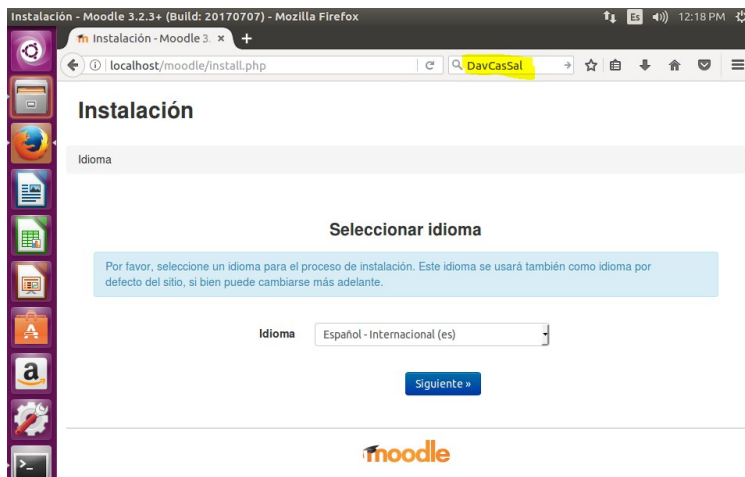 Instalación - Moodle 3.2.3+ (Build: 20170707) - Mozilla Firefox
Es 12:18 PM
Instalación - Moodle 3.
localhost/moodle/install.php
DavCasSal
Instalación
Idioma
Seleccionar idioma
Por favor, seleccione un idioma para el proceso de instalación. Este idioma se usará también como idioma por
defecto del sitio, si bien puede cambiarse más adelante.
Idioma Español - Internacional (es)
Siguiente »
moodle